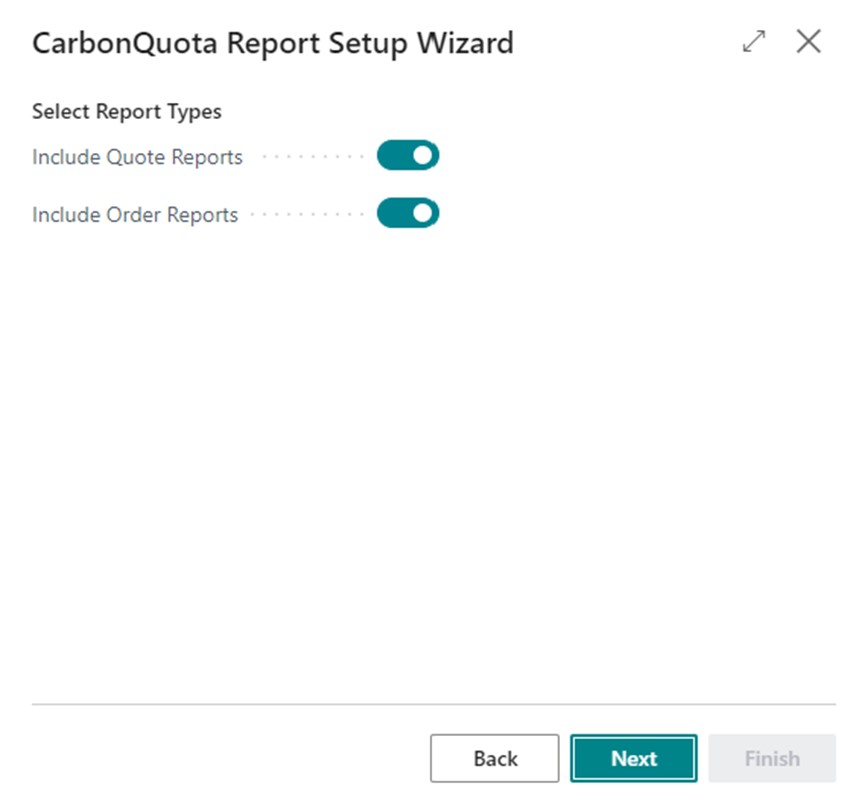 CarbonQuota Report Setup Wizard
Select Report Types
Include Quote Reports
Include Order Reports
Back Next Finish